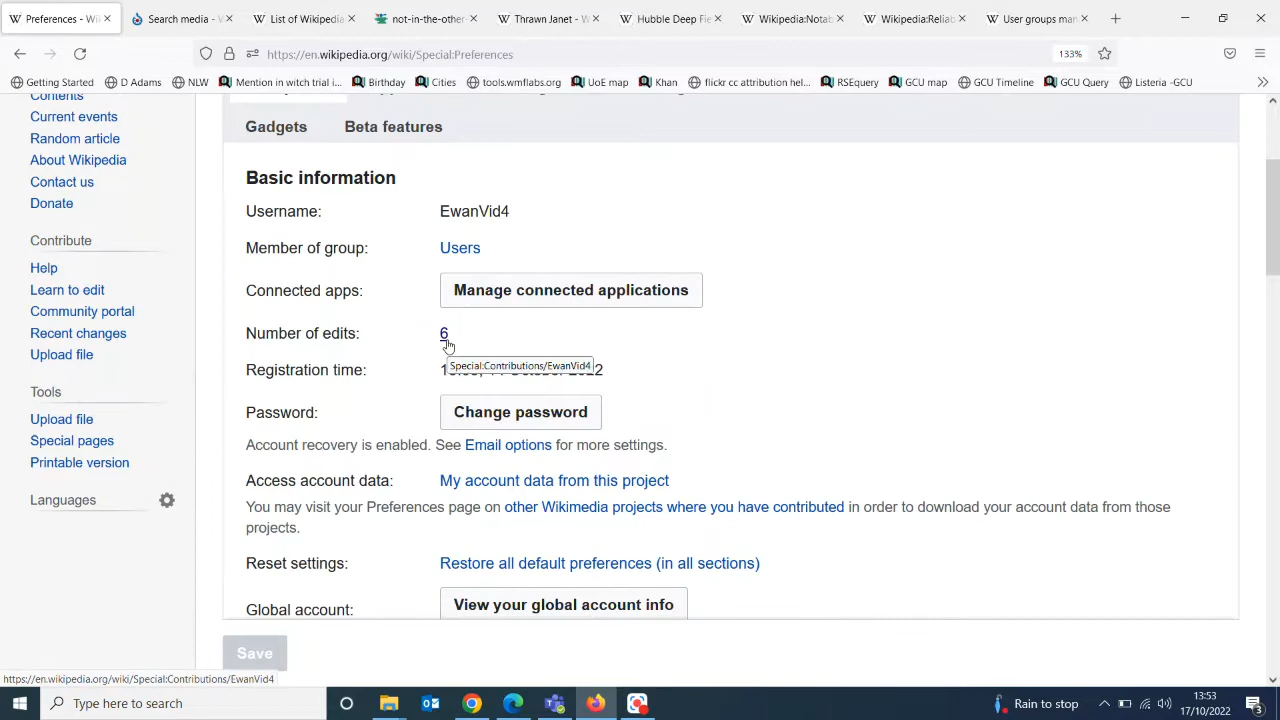 Preferences - Wi
Search media - V
List of Wikipedia
not-in-the-other-
Thrawn Janet - W
Hubble Deep Fie
Wikipedia:Notab
Wikipedia:Reliab
User groups man
https://en.wikipedia.org/wiki/Special:Preferences
133%
Getting Started
D Adams
NLW
Mention in witch trial i...
Birthday
Cities
tools.wmflabs.org
UoE map
Khan
flickr cc attribution hel...
RSEquery
GCU map
GCU Timeline
GCU Query
Listeria -GCU
Contents
Current events
Random article
About Wikipedia
Contact us
Donate
Contribute
Help
Learn to edit
Community portal
Recent changes
Upload file
Tools
Upload file
Special pages
Printable version
Languages
Gadgets
Beta features
Basic information
Username: EwanVid4
Member of group: Users
Connected apps: Manage connected applications
Number of edits: 6
Special:Contributions/EwanVid4
Registration time:
Password: Change password
Account recovery is enabled. See Email options for more settings.
Access account data: My account data from this project
You may visit your Preferences page on other Wikimedia projects where you have contributed in order to download your account data from those
projects.
Reset settings: Restore all default preferences (in all sections)
Global account: View your global account info
Save
https://en.wikipedia.org/wiki/Special:Contributions/EwanVid4
Type here to search
Rain to stop
13:53
17/10/2022
3